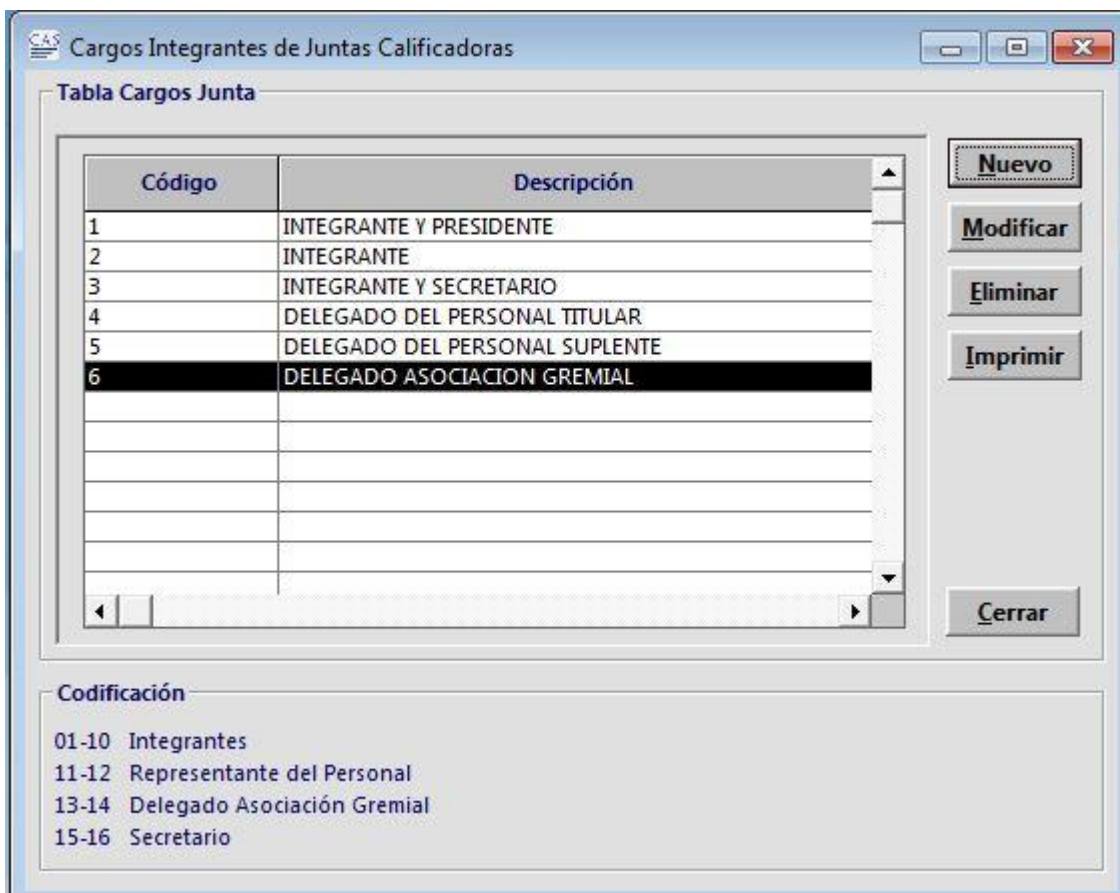 CAS Cargos Integrantes de Juntas Calificadoras
Tabla Cargos Junta
Código Descripción
1 INTEGRANTE Y PRESIDENTE
2 INTEGRANTE
3 INTEGRANTE Y SECRETARIO
4 DELEGADO DEL PERSONAL TITULAR
5 DELEGADO DEL PERSONAL SUPLENTE
6 DELEGADO ASOCIACION GREMIAL
Nuevo
Modificar
Eliminar
Imprimir
Cerrar
Codificación
01-10 Integrantes
11-12 Representante del Personal
13-14 Delegado Asociación Gremial
15-16 Secretario